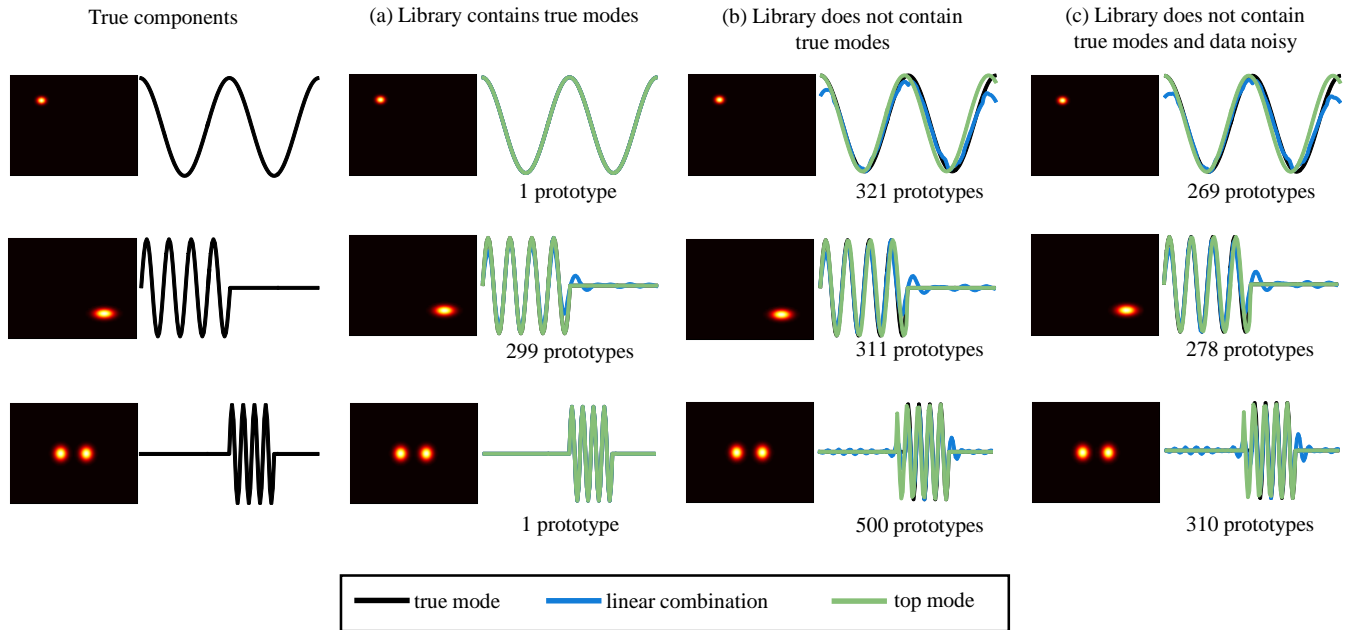 True components
(a) Library contains true modes
(b) Library does not contain
true modes
(c) Library does not contain
true modes and data noisy
1 prototype
321 prototypes
269 prototypes
299 prototypes
311 prototypes
278 prototypes
1 prototype
500 prototypes
310 prototypes
true mode
linear combination
top mode